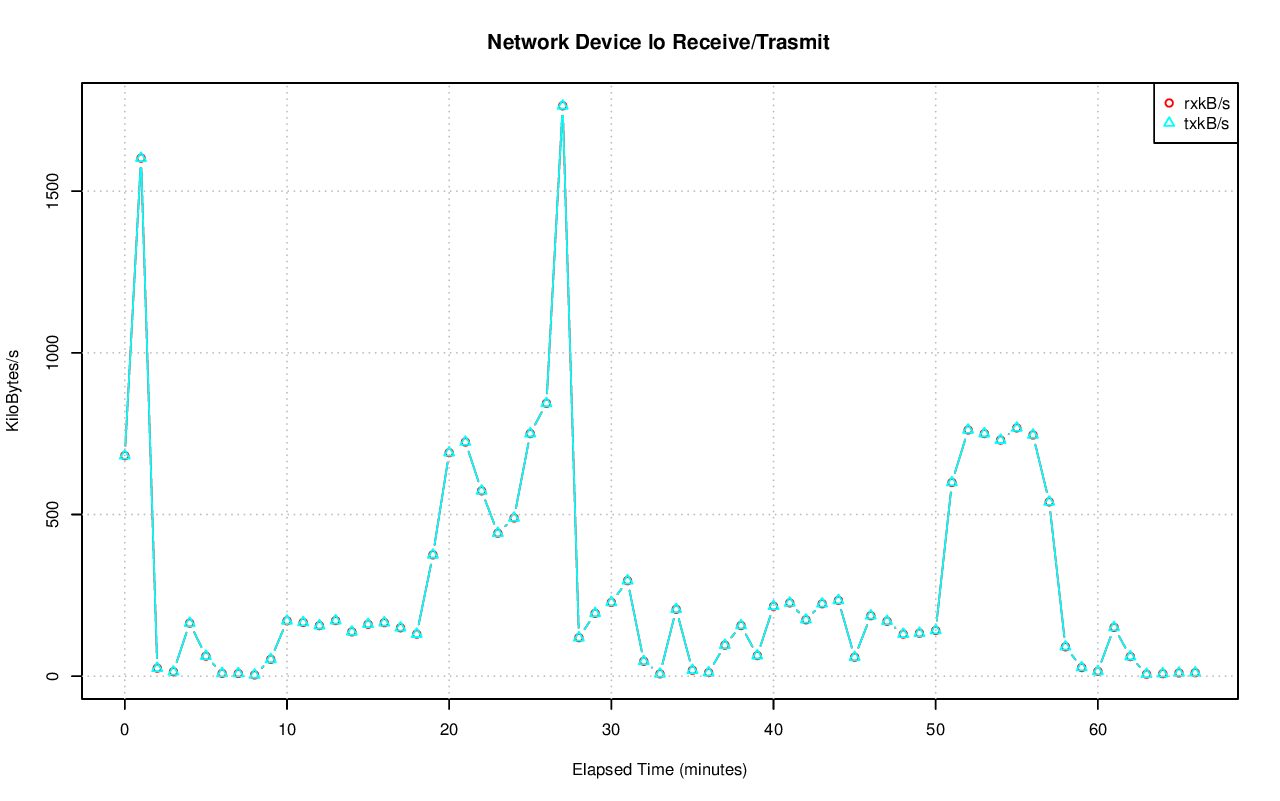 Network Device lo Receive/Trasmit
rxkB/s
txkB/s
KiloBytes/s
1500
1000
500
0
0 10 20 30 40 50 60
Elapsed Time (minutes)